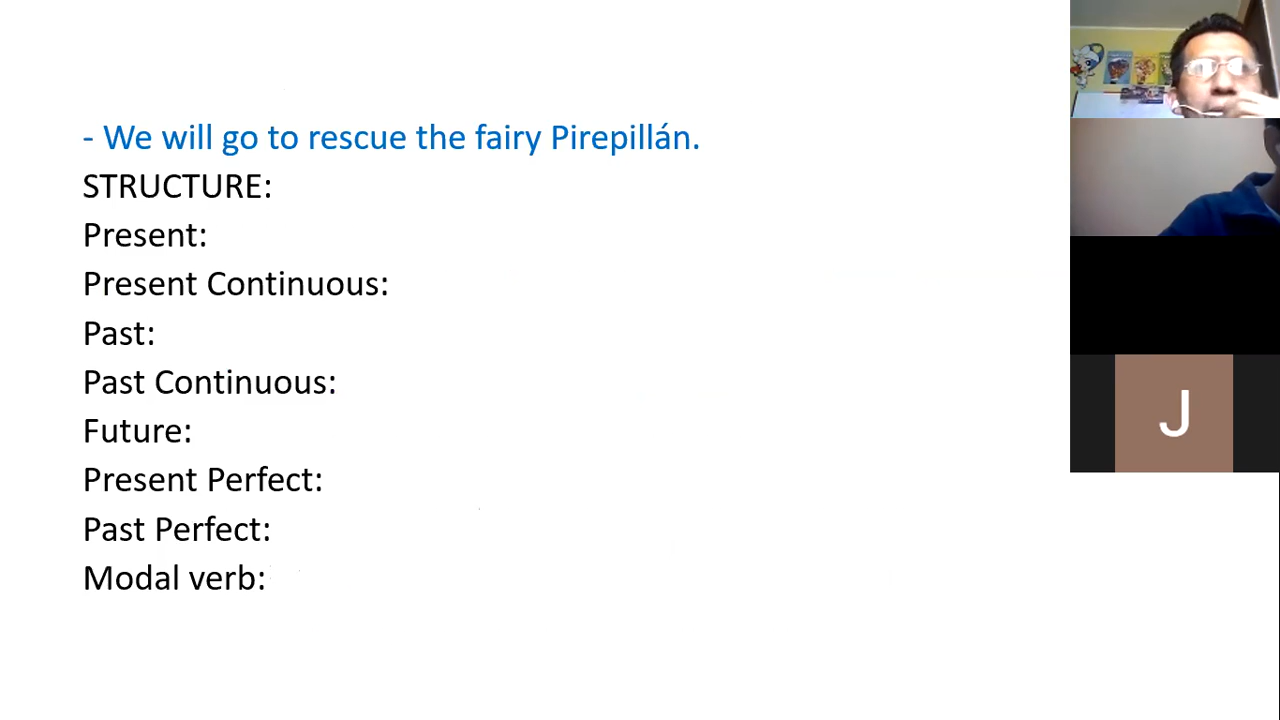 - We will go to rescue the fairy Pirepillán.
STRUCTURE:
Present:
Present Continuous:
Past:
Past Continuous:
Future:
Present Perfect:
Past Perfect:
Modal verb:
J